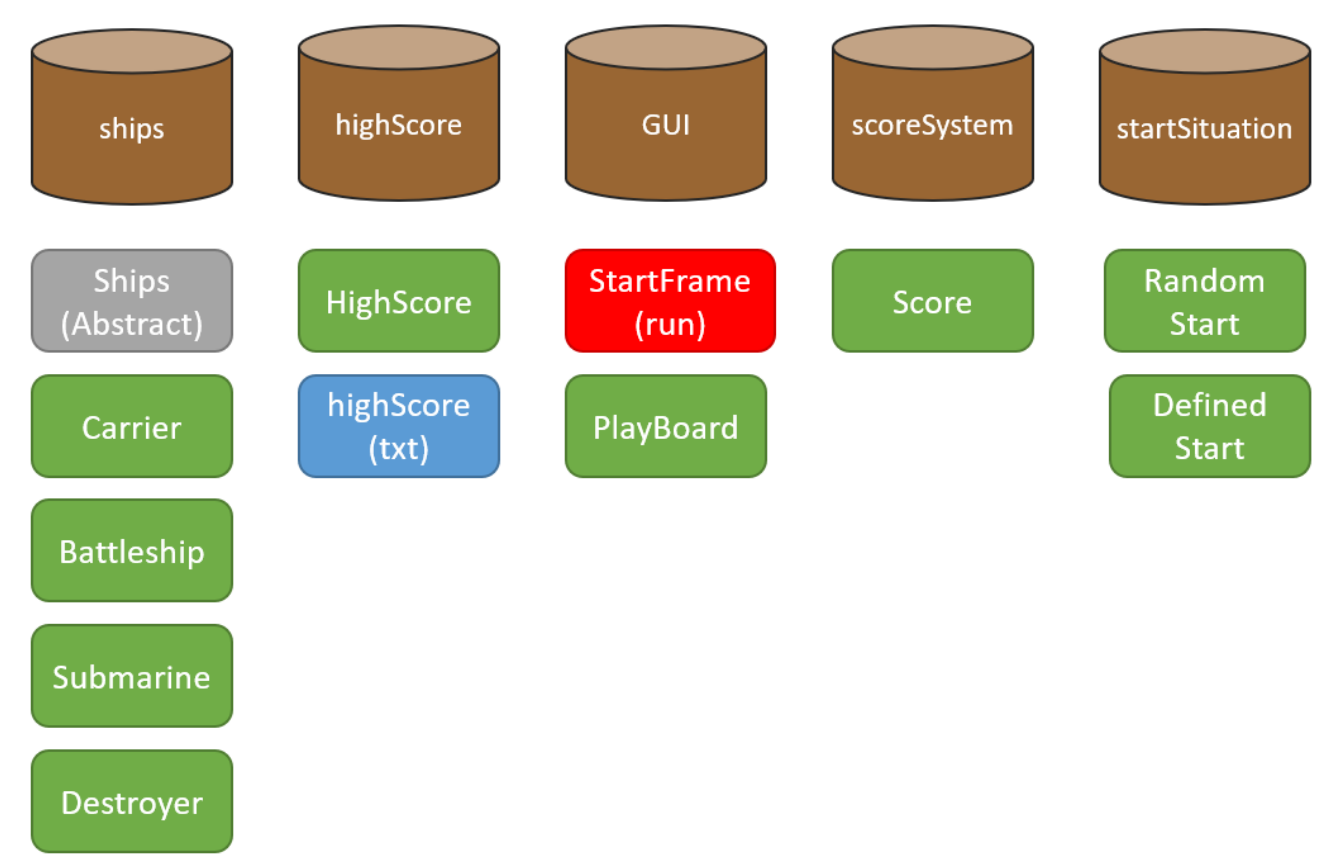 ships
highScore
GUI
scoreSystem
startSituation
Ships
(Abstract)
HighScore
StartFrame
(run)
Score
Random
Start
Carrier
highScore
(txt)
PlayBoard
Defined
Start
Battleship
Submarine
Destroyer